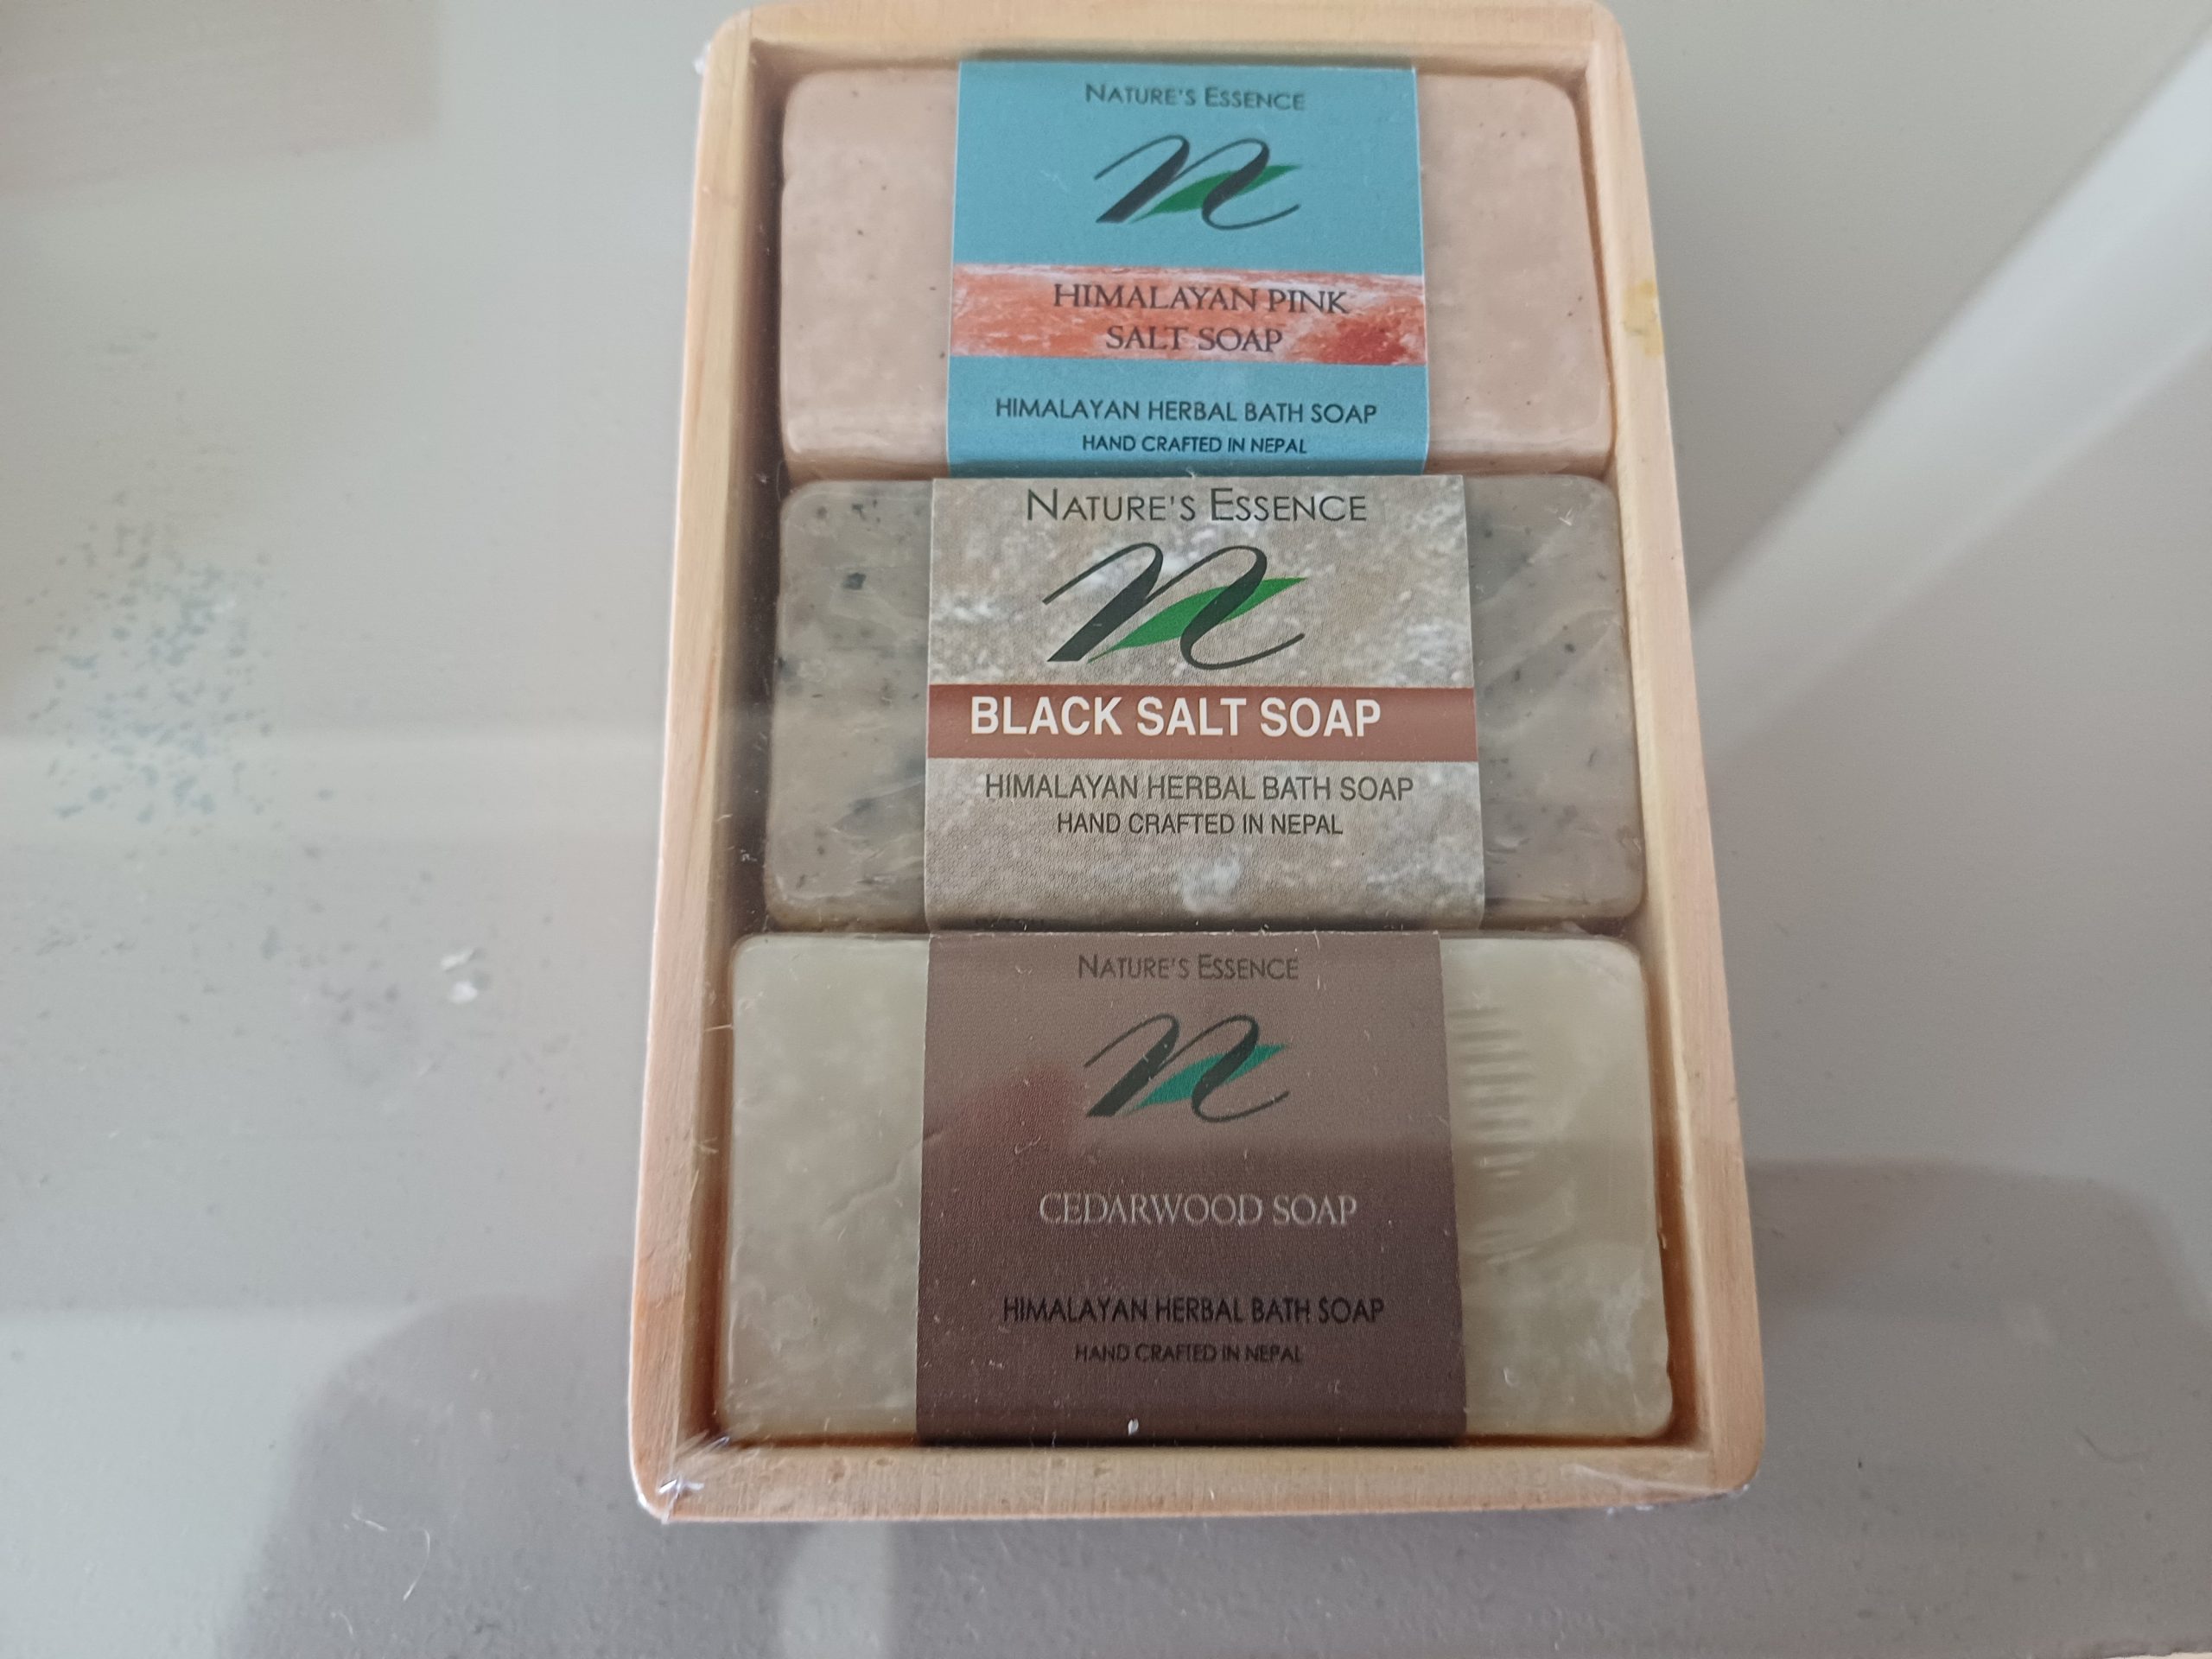 NATURE'S ESSENCE
n
HIMALAYAN PINK
SALT SOAP
HIMALAYAN HERBAL BATH SOAP
HAND CRAFTED IN NEPAL
NATURE'S ESSENCE
n
BLACK SALT SOAP
HIMALAYAN HERBAL BATH SOAP
HAND CRAFTED IN NEPAL
NATURE'S ESSENCE
n
CEDARWOOD SOAP
HIMALAYAN HERBAL BATH SOAP
HAND CRAFTED IN NEPAL